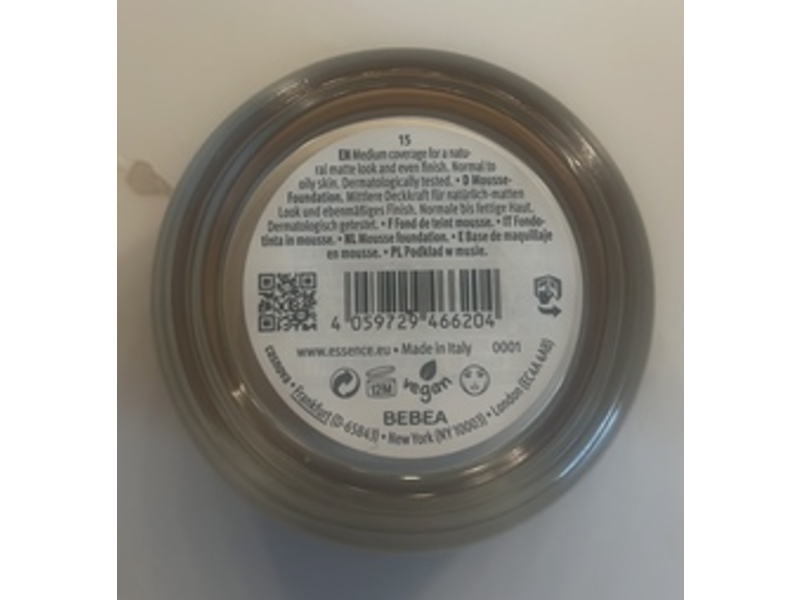 15
EN Medium coverage for a natu-
ral matte look and even finish. Normal to
oily skin. Dermatologically tested. • D Mousse-
Foundation. Mittlere Deckkraft für natürlich-matten
Look und ebenmäßiges Finish. Normale bis fettige Haut.
Dermatologisch getestet. • F Fond de teint mousse. • IT Fondo-
tinta in mousse. • NL Mousse foundation. • E Base de maquillaje
en mousse. • PL Podkład w musie.
4 059729 466204
www.essence.eu • Made in Italy 0001
12M vegan
BEBEA
cosnova • Frankfurt (D-65843) • New York (NY 10003) • London (EC4A 4AB)